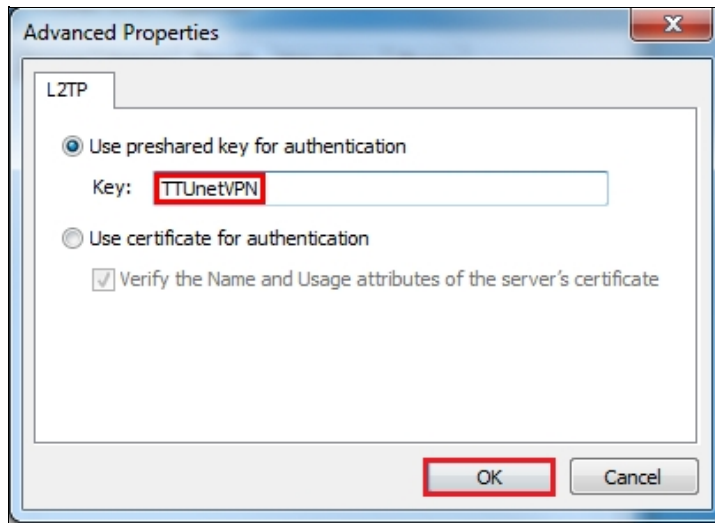 Advanced Properties
L2TP
Use preshared key for authentication
Key: TTUnetVPN
Use certificate for authentication
Verify the Name and Usage attributes of the server's certificate
OK Cancel